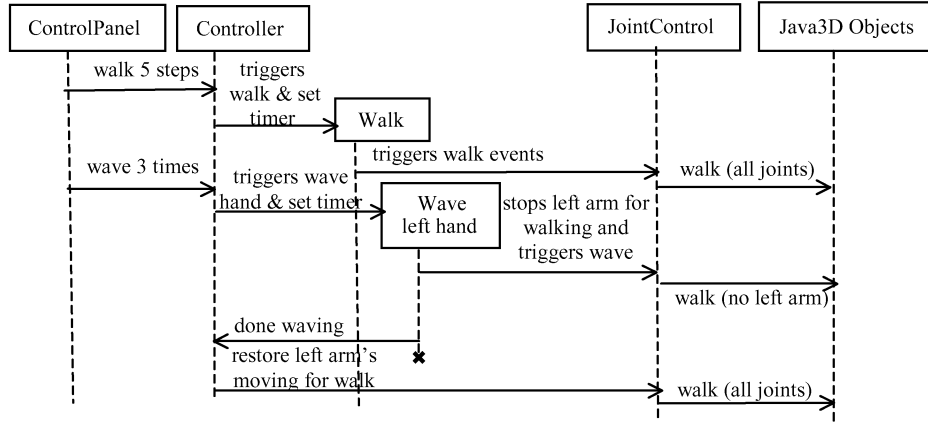 ControlPanel
Controller
JointControl
Java3D Objects
walk 5 steps
triggers
walk & set
timer
Walk
triggers walk events
walk (all joints)
wave 3 times
triggers wave
hand & set timer
Wave
left hand
stops left arm for
walking and
triggers wave
walk (no left arm)
done waving
restore left arm's
moving for walk
walk (all joints)